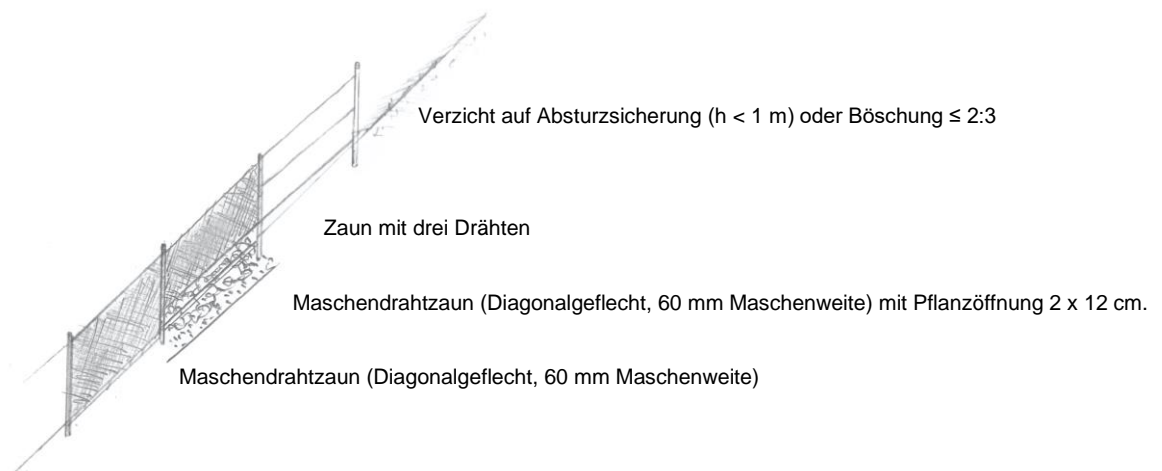 Verzicht auf Absturzsicherung (h < 1 m) oder Böschung ≤ 2:3
Zaun mit drei Drähten
Maschendrahtzaun (Diagonalgeflecht, 60 mm Maschenweite) mit Pflanzöffnung 2 x 12 cm.
Maschendrahtzaun (Diagonalgeflecht, 60 mm Maschenweite)